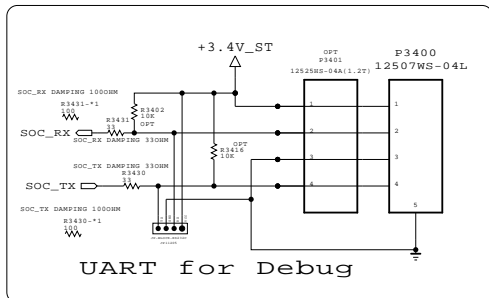 +3.4V_ST
OPT
P3401
12525HS-04A(1.2T)
P3400
12507WS-04L
SOC_RX DAMPING 100OHM
R3431-*1
100
R3431
33
R3402
10K
OPT
SOC_RX
SOC_RX DAMPING 33OHM
OPT
R3416
10K
1
1
2
2
3
3
4
4
5
SOC_TX DAMPING 33OHM
R3430
33
SOC_TX
SOC_TX DAMPING 100OHM
R3430-*1
100
UART for Debug